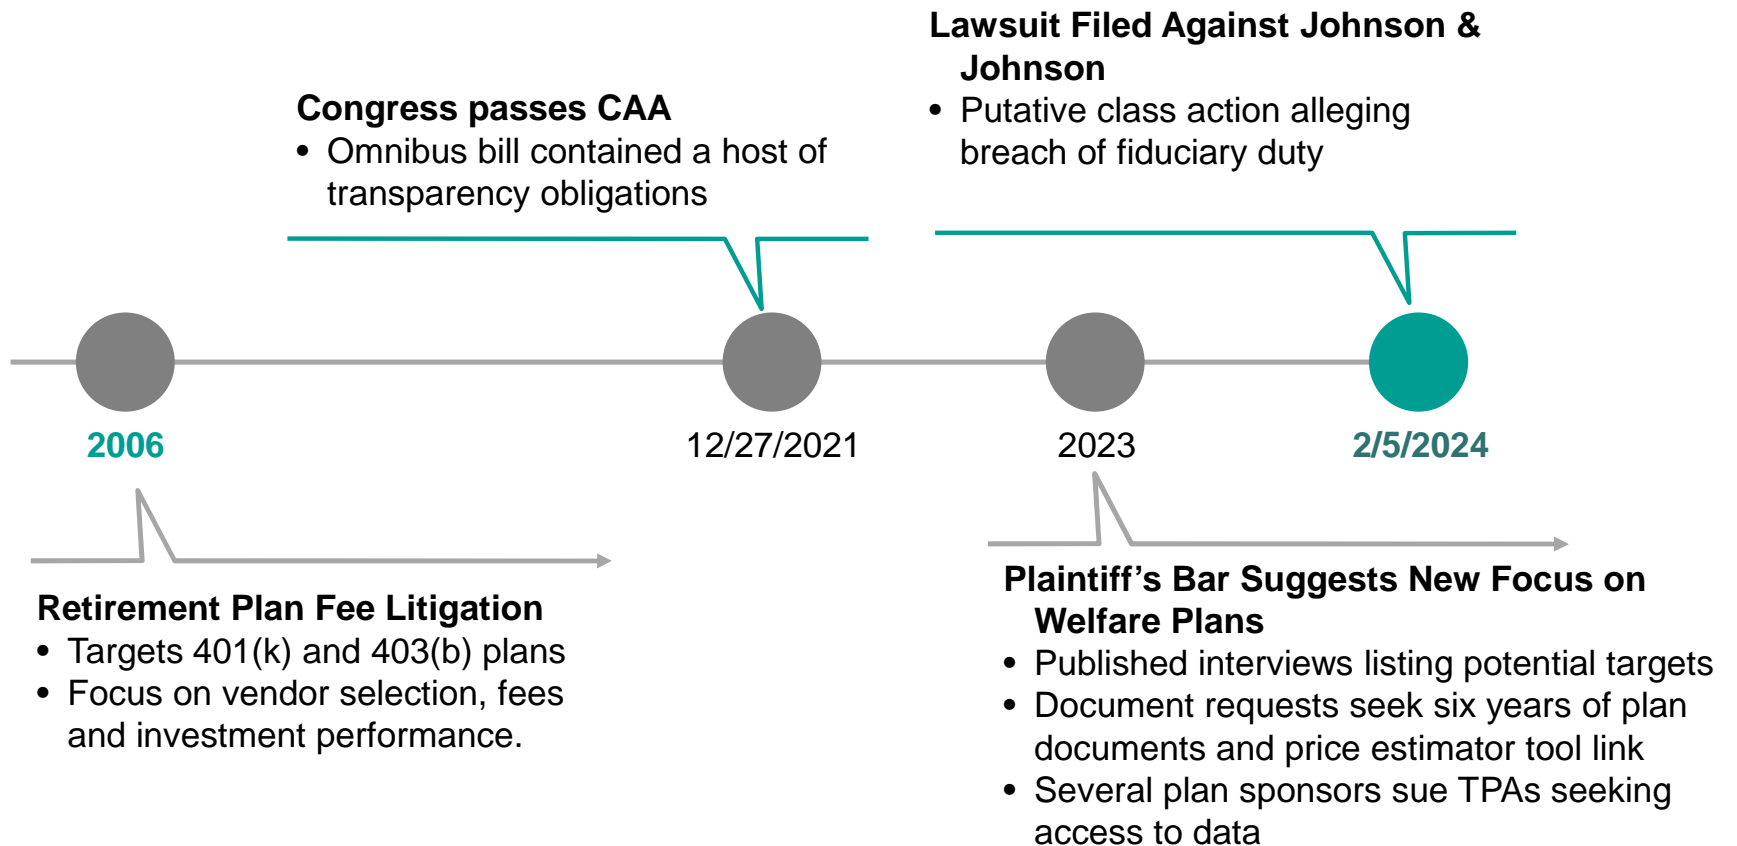 Lawsuit Filed Against Johnson &
Johnson
• Putative class action alleging
breach of fiduciary duty
Congress passes CAA
• Omnibus bill contained a host of
transparency obligations
2006
12/27/2021
2023
2/5/2024
Retirement Plan Fee Litigation
• Targets 401(k) and 403(b) plans
• Focus on vendor selection, fees
and investment performance.
Plaintiff’s Bar Suggests New Focus on
Welfare Plans
• Published interviews listing potential targets
• Document requests seek six years of plan
documents and price estimator tool link
• Several plan sponsors sue TPAs seeking
access to data